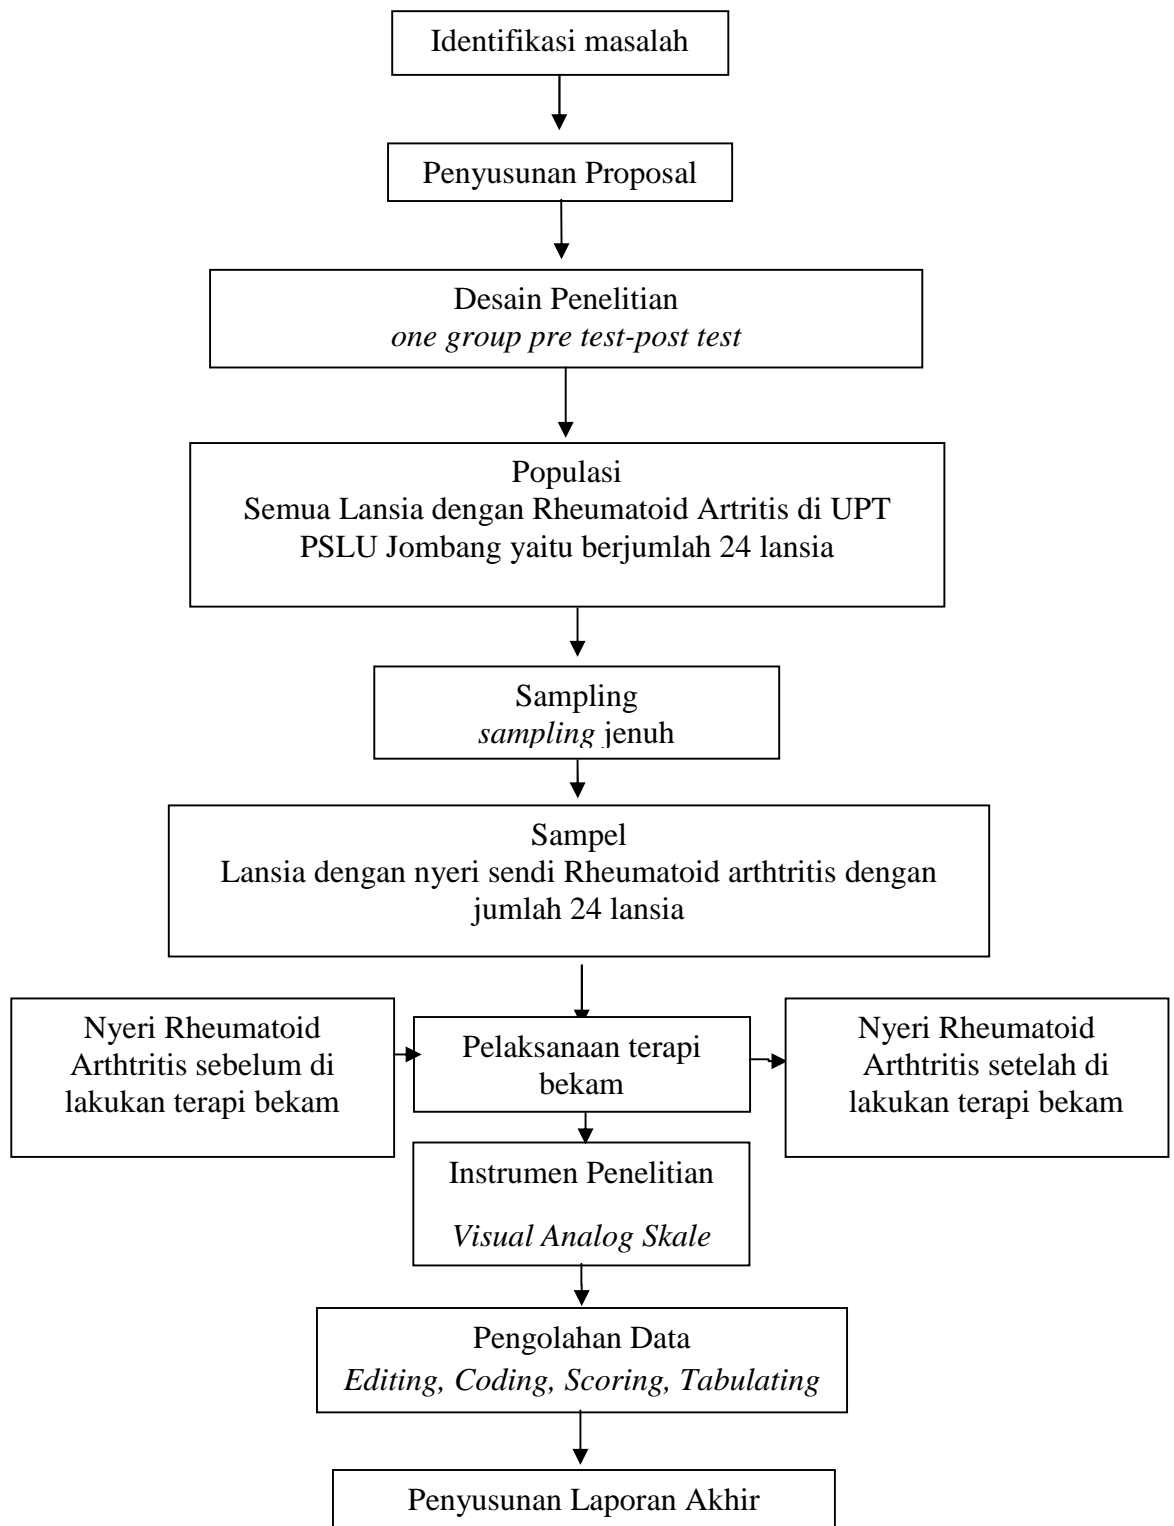 Identifikasi masalah
Penyusunan Proposal
Desain Penelitian
one group pre test-post test
Populasi
Semua Lansia dengan Rheumatoid Artritis di UPT
PSLU Jombang yaitu berjumlah 24 lansia
Sampling
sampling jenuh
Sampel
Lansia dengan nyeri sendi Rheumatoid arthtritis dengan
jumlah 24 lansia
Nyeri Rheumatoid
Arthtritis sebelum di
lakukan terapi bekam
Pelaksanaan terapi
bekam
Nyeri Rheumatoid
Arthtritis setelah di
lakukan terapi bekam
Instrumen Penelitian
Visual Analog Skale
Pengolahan Data
Editing, Coding, Scoring, Tabulating
Penyusunan Laporan Akhir